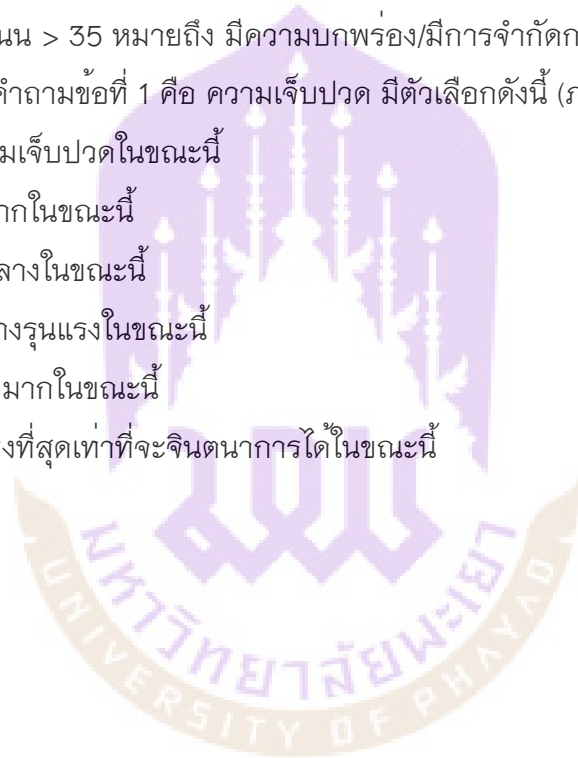 นน > 35 หมายถึง มีความบกพร่อง/มีการจำกัดก
คำถามข้อที่ 1 คือ ความเจ็บปวด มีตัวเลือกดังนี้ (ภ
มเจ็บปวดในขณะนี้
ากในขณะนี้
ลางในขณะนี้
างรุนแรงในขณะนี้
มากในขณะนี้
งที่สุดเท่าที่จะจินตนาการได้ในขณะนี้
มหาวิทยาลัยพะเยา
UNIVERSITY OF PHAYAO